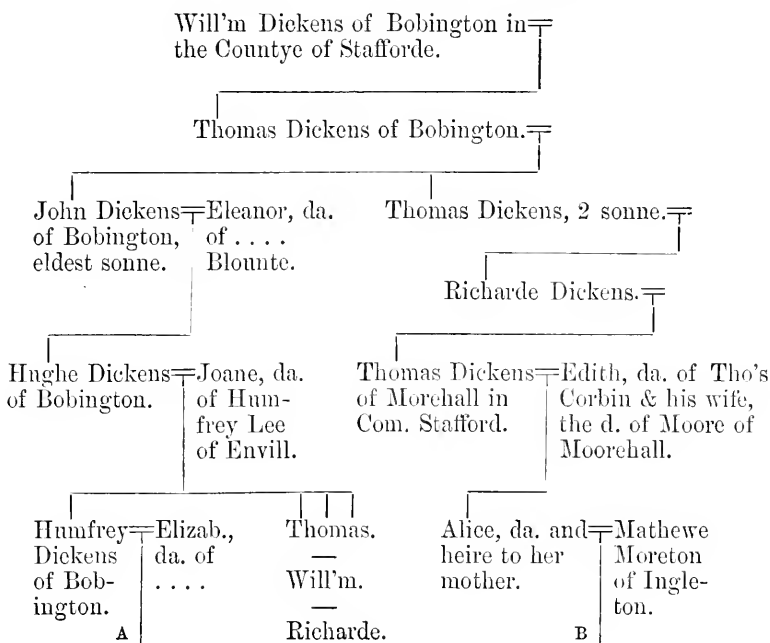 Will'm Dickens of Bobington in
the Countye of Stafforde.
Thomas Dickens of Bobington.
John Dickens
of Bobington,
eldest sonne.
Eleanor, da.
of . . . .
Blounte.
Thomas Dickens, 2 sonne.
Richarde Dickens.
Hughe Dickens
of Bobington.
Joane, da.
of Hum-
frey Lee
of Envill.
Thomas Dickens
of Morehall in
Com. Stafford.
Edith, da. of Tho's
Corbin & his wife,
the d. of Moore of
Moorehall.
Humfrey
Dickens
of Bob-
ington.
Elizab.,
da. of
. . . .
Thomas.
—
Will'm.
—
Richarde.
Alice, da. and
heire to her
mother.
Mathewe
Moreton
of Ingle-
ton.
A
B